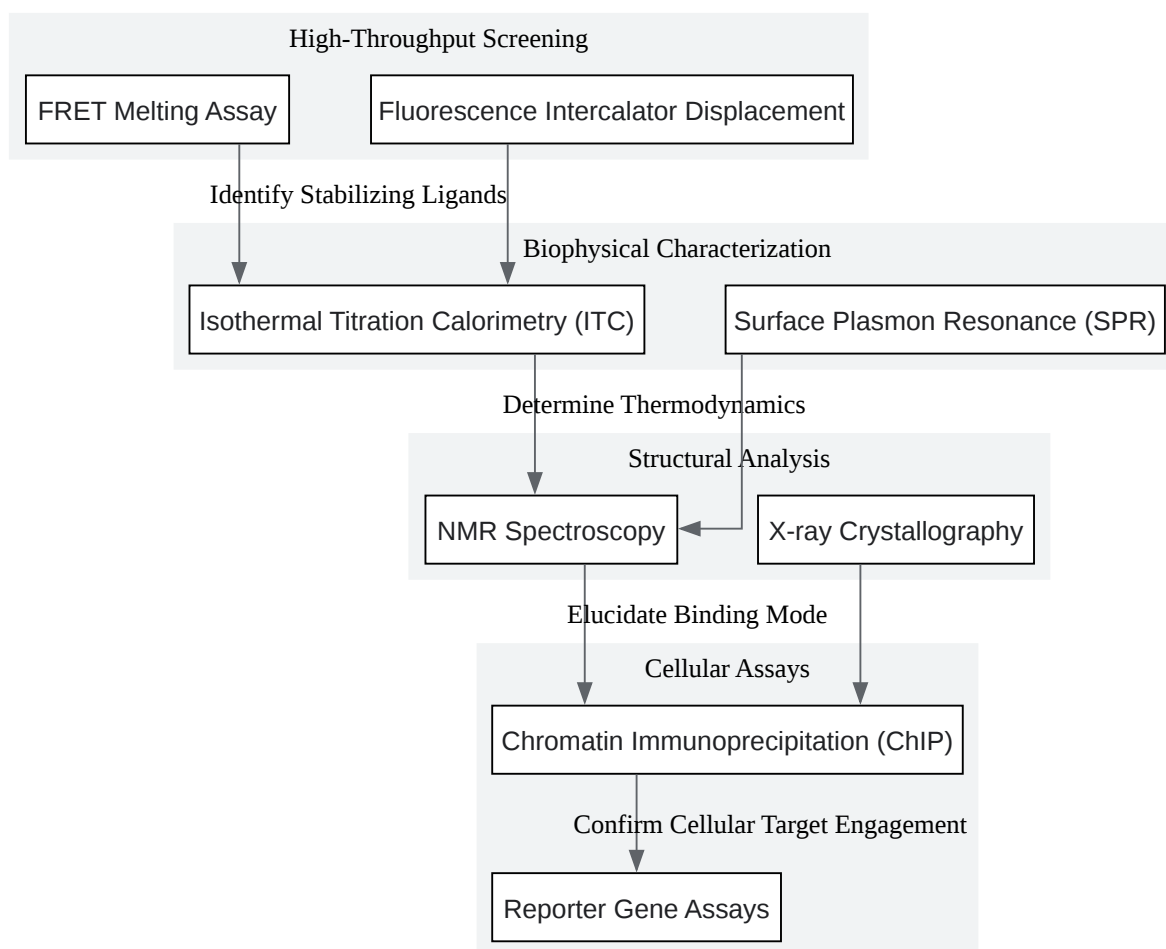 High-Throughput Screening
FRET Melting Assay
Fluorescence Intercalator Displacement
Identify Stabilizing Ligands
Biophysical Characterization
Isothermal Titration Calorimetry (ITC)
Surface Plasmon Resonance (SPR)
Determine Thermodynamics
Structural Analysis
NMR Spectroscopy
X-ray Crystallography
Elucidate Binding Mode
Cellular Assays
Chromatin Immunoprecipitation (ChIP)
Confirm Cellular Target Engagement
Reporter Gene Assays